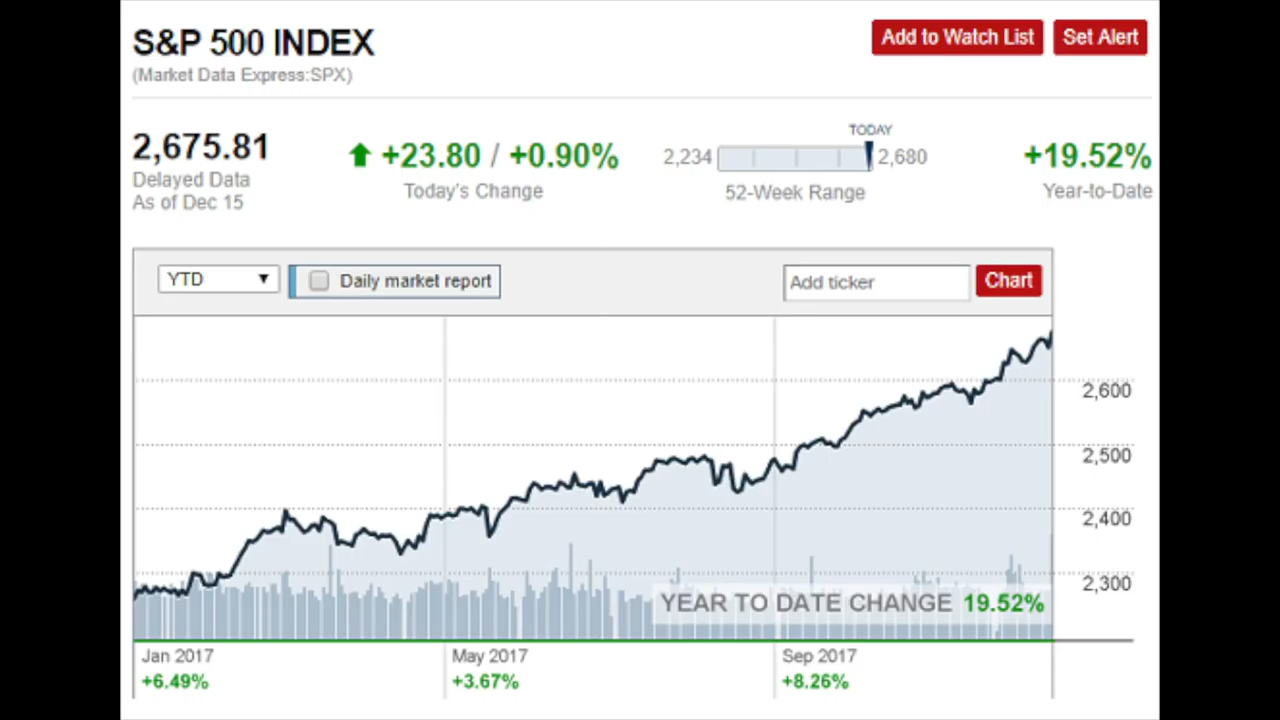 S&P 500 INDEX
Add to Watch List
Set Alert
(Market Data Express:SPX)
2,675.81
Delayed Data
As of Dec 15
+23.80 / +0.90%
Today's Change
TODAY
2,234
2,680
52-Week Range
+19.52%
Year-to-Date
YTD
Daily market report
Add ticker
Chart
2,600
2,500
2,400
2,300
YEAR TO DATE CHANGE 19.52%
Jan 2017
+6.49%
May 2017
+3.67%
Sep 2017
+8.26%